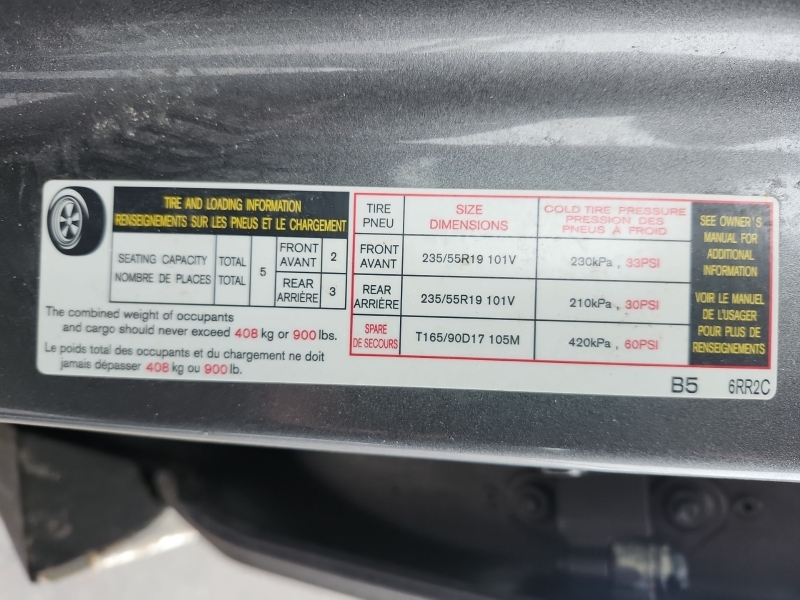 TIRE AND LOADING INFORMATION
RENSEIGNEMENTS SUR LES PNEUS ET LE CHARGEMENT
SEATING CAPACITY TOTAL 5 FRONT 2
NOMBRE DE PLACES TOTAL AVANT
REAR 3
ARRIÈRE
The combined weight of occupants
and cargo should never exceed 408 kg or 900 lbs.
Le poids total des occupants et du chargement ne doit
jamais dépasser 408 kg ou 900 lb.
TIRE SIZE COLD TIRE PRESSURE
PNEU DIMENSIONS PRESSION DES
PNEUS À FROID
FRONT
AVANT 235/55R19 101V 230kPa , 33PSI
REAR
ARRIÈRE 235/55R19 101V 210kPa , 30PSI
SPARE
DE SECOURS T165/90D17 105M 420kPa , 60PSI
SEE OWNER'S
MANUAL FOR
ADDITIONAL
INFORMATION
VOIR LE MANUEL
DE L'USAGER
POUR PLUS DE
RENSEIGNEMENTS
B5 6RR2C